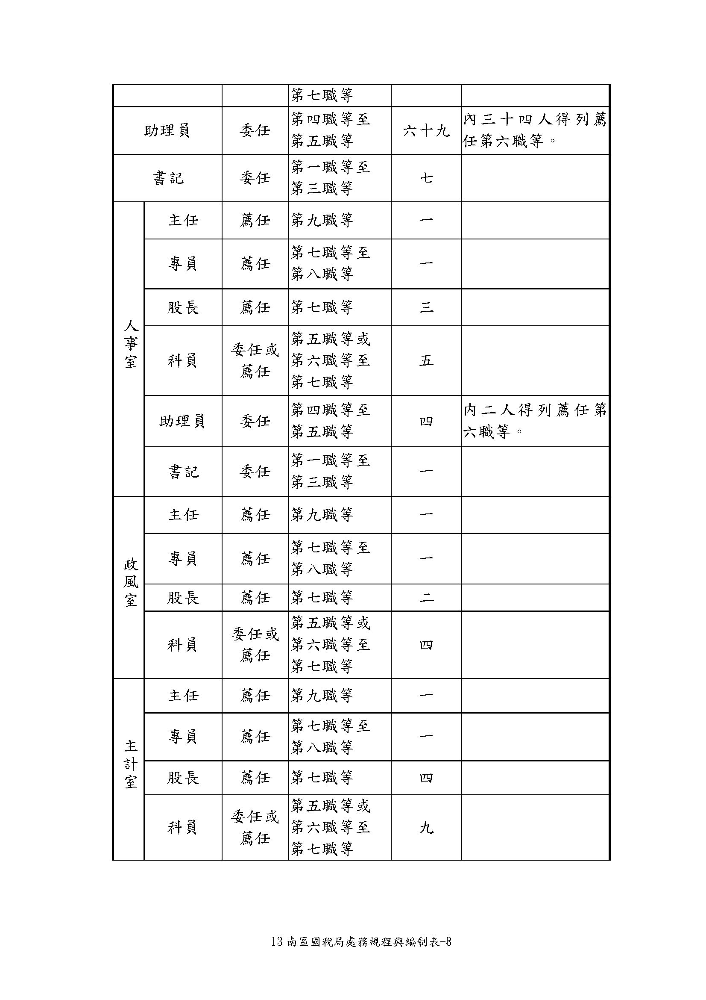 第七職等
助理員 委任 第四職等至 六十九 內三十四人得列薦
第五職等 任第六職等。
書記 委任 第一職等至 七
第三職等
人事室
主任 薦任 第九職等 一
專員 薦任 第七職等至 一
第八職等
股長 薦任 第七職等 三
科員 委任或 第五職等或 五
薦任 第六職等至
第七職等
助理員 委任 第四職等至 四 內二人得列薦任第
第五職等 六職等。
書記 委任 第一職等至 一
第三職等
政風室
主任 薦任 第九職等 一
專員 薦任 第七職等至 一
第八職等
股長 薦任 第七職等 二
科員 委任或 第五職等或 四
薦任 第六職等至
第七職等
主計室
主任 薦任 第九職等 一
專員 薦任 第七職等至 一
第八職等
股長 薦任 第七職等 四
科員 委任或 第五職等或 九
薦任 第六職等至
第七職等
13 南區國稅局處務規程與編制表-8